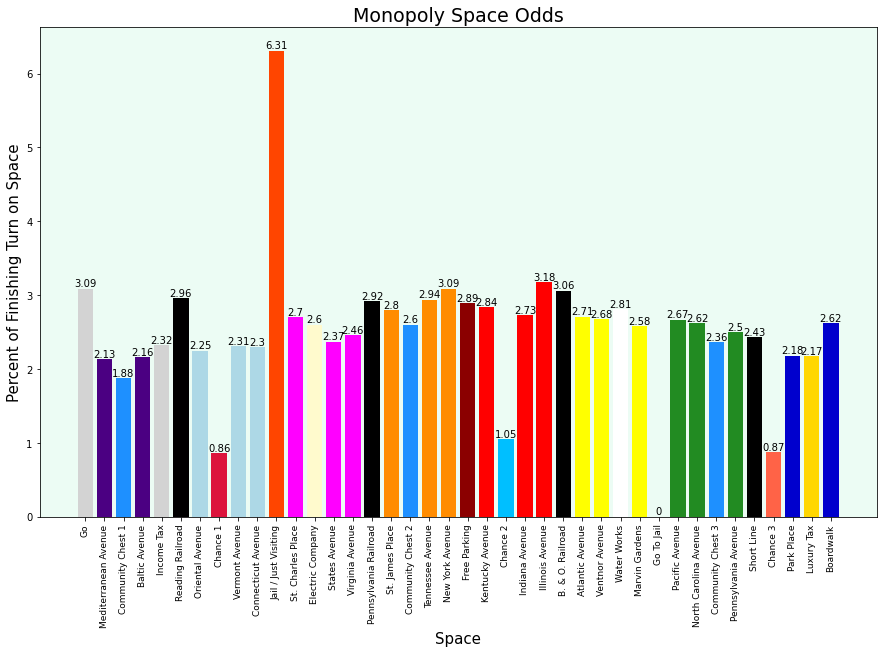 Monopoly Space Odds
Percent of Finishing Turn on Space
6
5
4
3
2
1
0
3.09
2.13
1.88
2.16
2.32
2.96
2.25
0.86
2.31
2.3
6.31
2.7
2.6
2.37
2.46
2.92
2.8
2.6
2.94
3.09
2.89
2.84
1.05
2.73
3.18
3.06
2.71
2.68
2.81
2.58
0
2.67
2.62
2.36
2.5
2.43
0.87
2.18
2.17
2.62
Go
Mediterranean Avenue
Community Chest 1
Baltic Avenue
Income Tax
Reading Railroad
Oriental Avenue
Chance 1
Vermont Avenue
Connecticut Avenue
Jail / Just Visiting
St. Charles Place
Electric Company
States Avenue
Virginia Avenue
Pennsylvania Railroad
St. James Place
Community Chest 2
Tennessee Avenue
New York Avenue
Free Parking
Kentucky Avenue
Chance 2
Indiana Avenue
Illinois Avenue
B. & O. Railroad
Atlantic Avenue
Ventnor Avenue
Water Works
Marvin Gardens
Go To Jail
Pacific Avenue
North Carolina Avenue
Community Chest 3
Pennsylvania Avenue
Short Line
Chance 3
Park Place
Luxury Tax
Boardwalk
Space